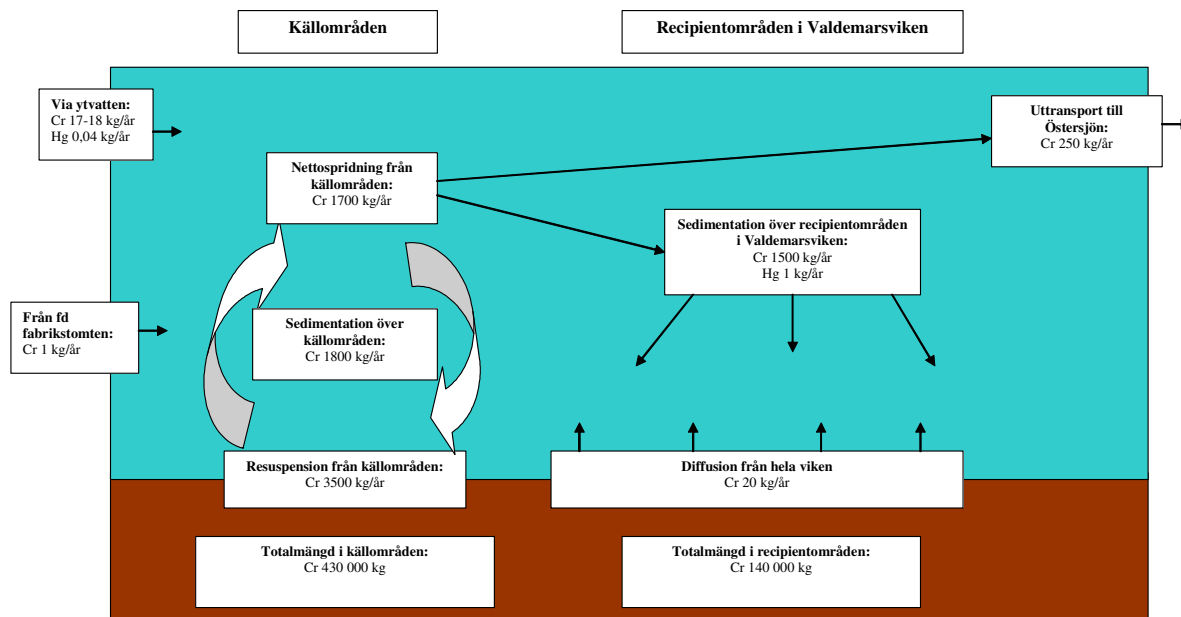 Källområden
Recipientområden i Valdemarsviken
Via ytvatten:
Cr 17-18 kg/år
Hg 0,04 kg/år
Uttransport till
Östersjön:
Cr 250 kg/år
Nettospridning från
källområden:
Cr 1700 kg/år
Sedimentation över recipientområden
i Valdemarsviken:
Cr 1500 kg/år
Hg 1 kg/år
Från fd
fabrikstomten:
Cr 1 kg/år
Sedimentation över
källområden:
Cr 1800 kg/år
Resuspension från källområden:
Cr 3500 kg/år
Diffusion från hela viken
Cr 20 kg/år
Totalmängd i källområden:
Cr 430 000 kg
Totalmängd i recipientområden:
Cr 140 000 kg